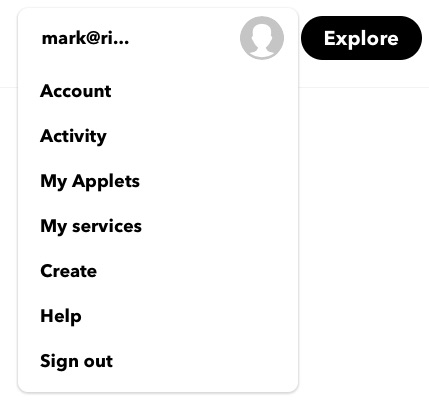 mark@ri...
Explore
Account
Activity
My Applets
My services
Create
Help
Sign out